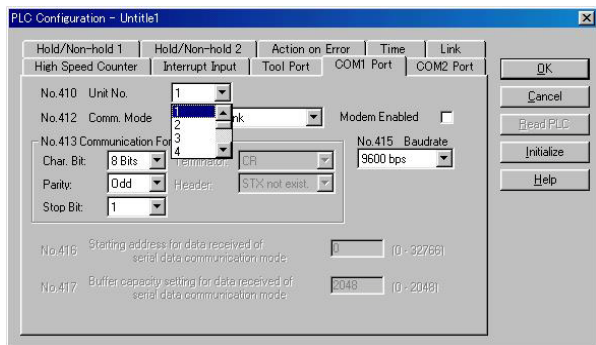 PLC Configuration - Untitle1
Hold/Non-hold 1 Hold/Non-hold 2 Action on Error Time Link
High Speed Counter Interrupt Input Tool Port COM1 Port COM2 Port
OK
Cancel
Read PLC
Initialize
Help
No.410 Unit No. 1
1
2
3
4
No.412 Comm. Mode nk Modem Enabled
No.413 Communication For
No.415 Baudrate
9600 bps
Char. Bit: 8 Bits Terminator: CR
Parity: Odd Header: STX not exist.
Stop Bit: 1
No.416 Starting address for data received of
serial data communication mode 0 (0 - 32766)
No.417 Buffer capacity setting for data received of
serial data communication mode 2048 (0 - 2048)